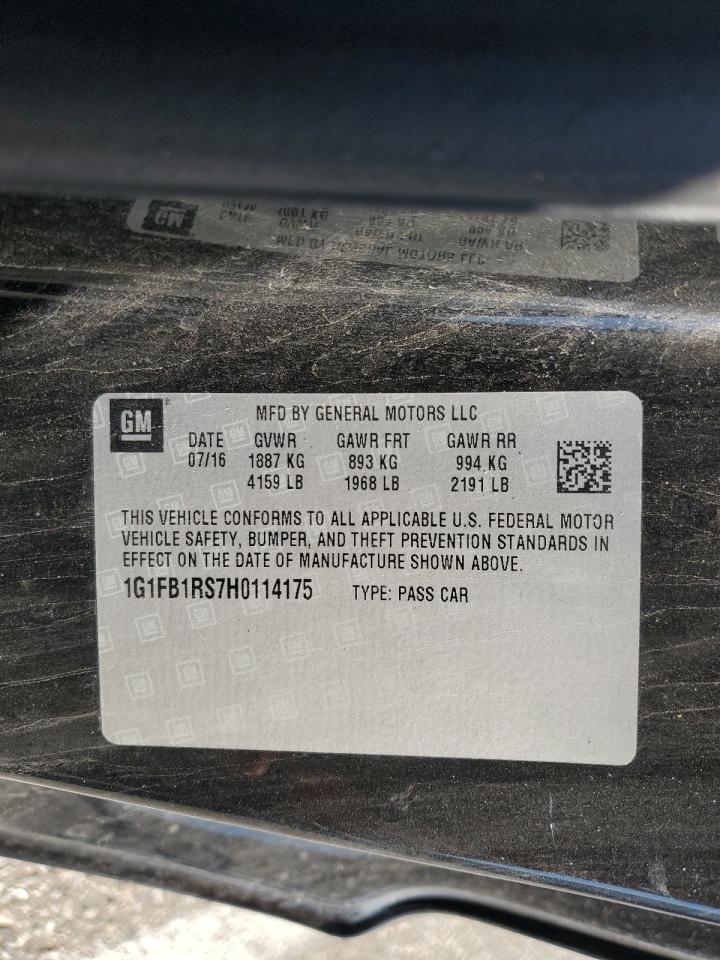 GM
MFD BY GENERAL MOTORS LLC
DATE GVWR GAWR FRT GAWR RR
07/16 1887 KG 893 KG 994 KG
4159 LB 1968 LB 2191 LB
THIS VEHICLE CONFORMS TO ALL APPLICABLE U.S. FEDERAL MOTOR
VEHICLE SAFETY, BUMPER, AND THEFT PREVENTION STANDARDS IN
EFFECT ON THE DATE OF MANUFACTURE SHOWN ABOVE.
1G1FB1RS7H0114175 TYPE: PASS CAR